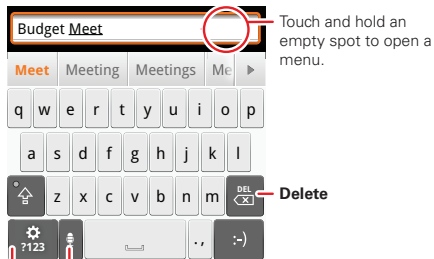 Budget Meet
Touch and hold an
empty spot to open a
menu.
Meet Meeting Meetings Me
q w e r t y u i o p
a s d f g h j k l
z x c v b n m DEL
Delete
?123 ., :-)